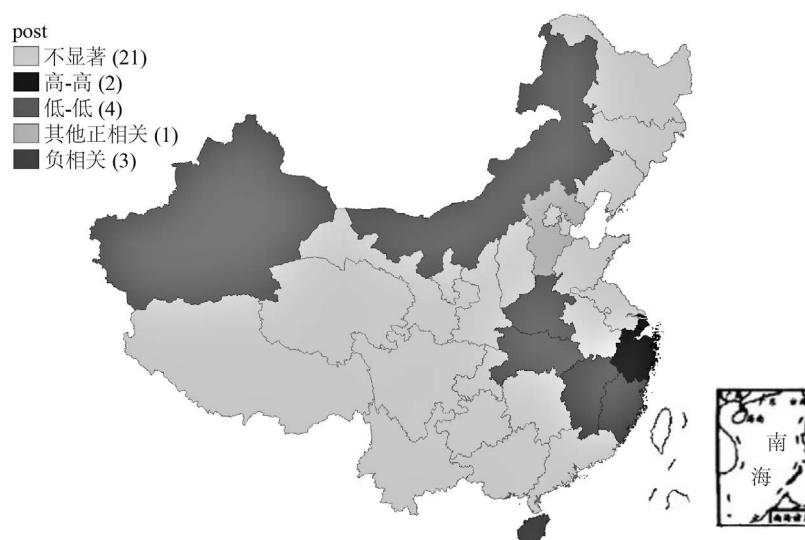 post
不显著 (21)
高-高 (2)
低-低 (4)
其他正相关 (1)
负相关 (3)
南
海